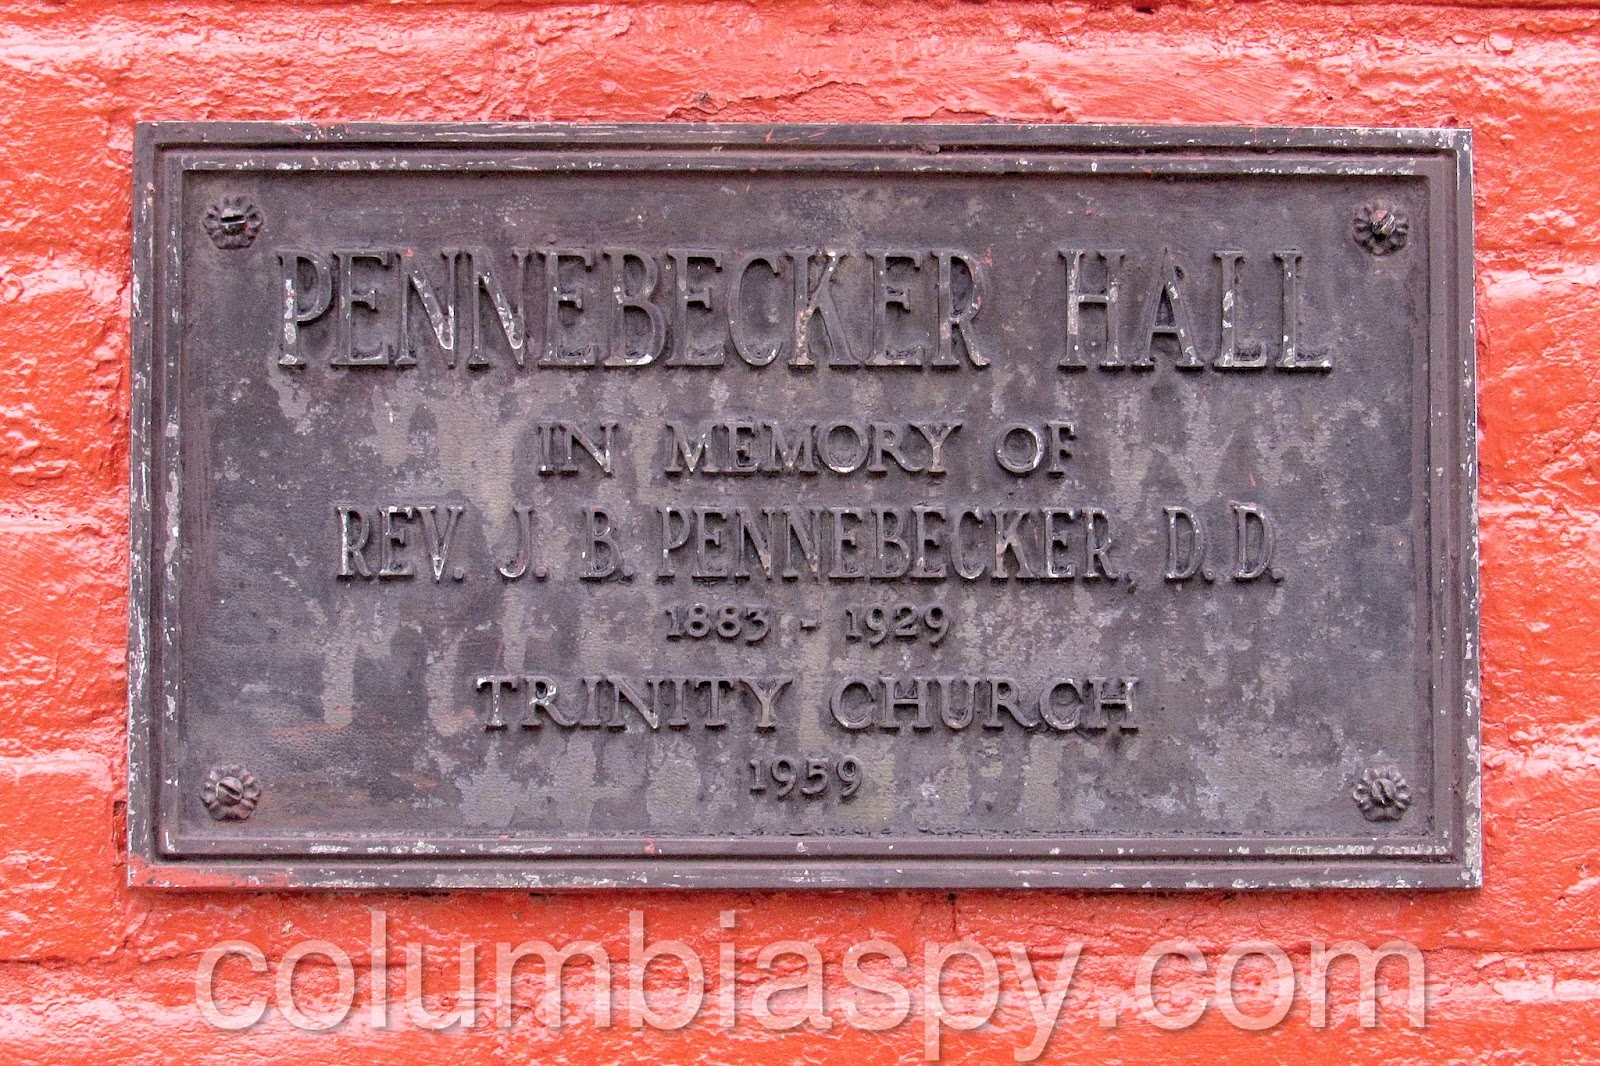 PENNEBECKER HALL
IN MEMORY OF
REV. J. B. PENNEBECKER, D. D.
1883 - 1929
TRINITY CHURCH
1959
columbiaspy.com